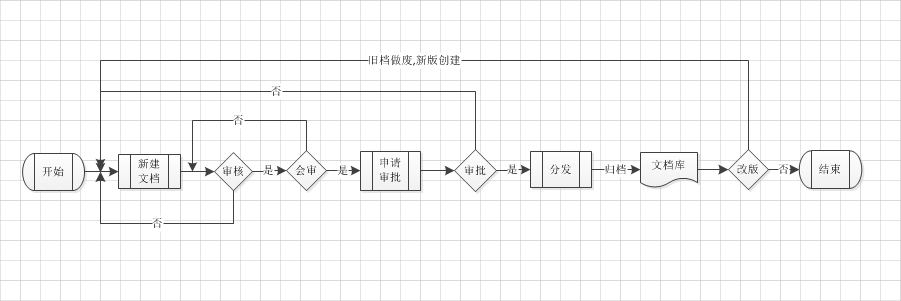 旧档做废,新版创建
否
否
开始
新建
文档
审核
是
会审
是
申请
审批
审批
是
分发
归档
文档库
改版
否
结束
否